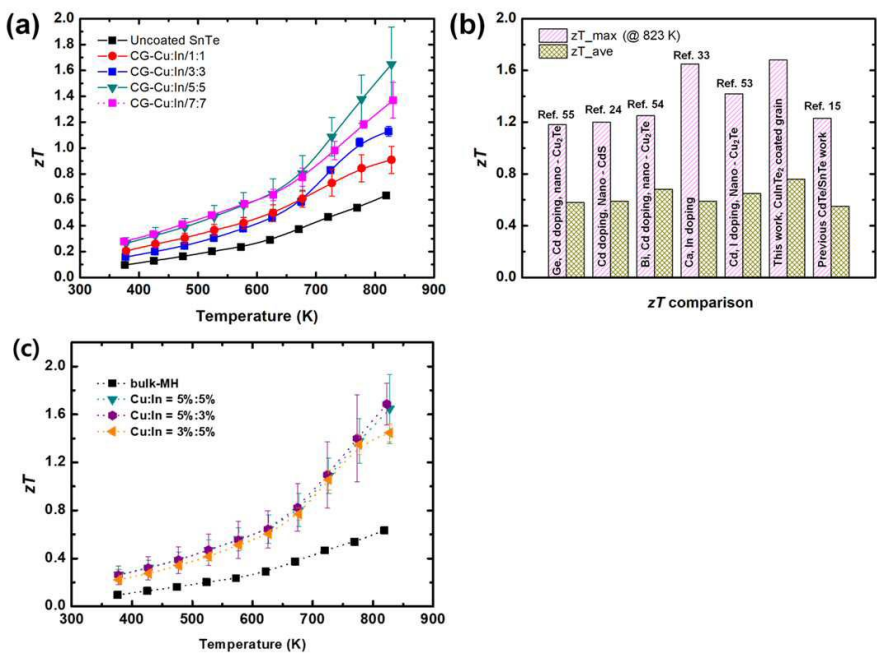 (a)
2.0
1.6
1.2
0.8
0.4
0.0
zT
Uncoated SnTe
CG-Cu:In/1:1
CG-Cu:In/3:3
CG-Cu:In/5:5
CG-Cu:In/7:7
300 400 500 600 700 800 900
Temperature (K)
(b)
2.0
1.8
1.6
1.4
1.2
1.0
0.8
0.6
0.4
0.2
0.0
zT
zT_max (@ 823 K)
zT_ave
Ref. 55
Ref. 24
Ref. 54
Ref. 33
Ref. 53
Ref. 15
Ge, Cd doping, nano - Cu₂Te
Cd doping, Nano - CdS
Bi, Cd doping, nano - Cu₂Te
Ca, In doping
Cd, I doping, Nano - Cu₂Te
This work, CuInTe₂ coated grain
Previous CdTe/SnTe work
zT comparison
(c)
2.0
1.6
1.2
0.8
0.4
0.0
zT
bulk-MH
Cu:In = 5%:5%
Cu:In = 5%:3%
Cu:In = 3%:5%
300 400 500 600 700 800 900
Temperature (K)